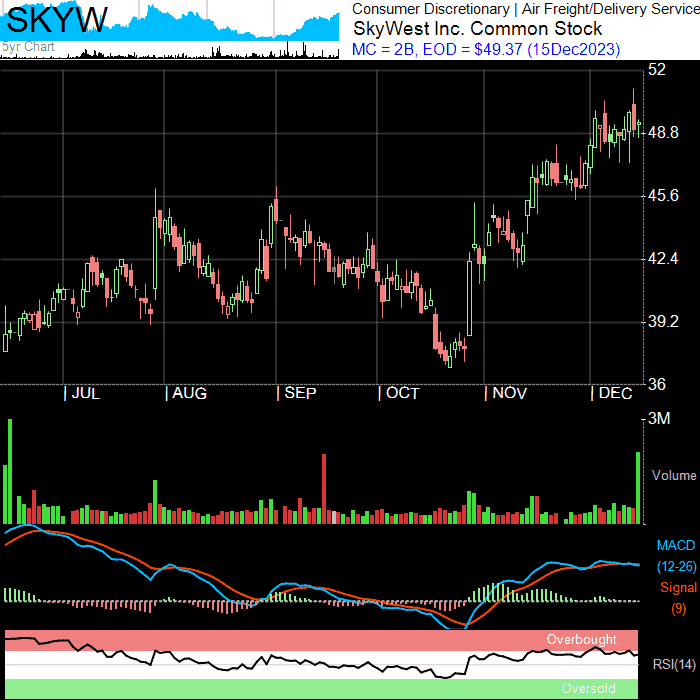 SKYW
5yr Chart
Consumer Discretionary | Air Freight/Delivery Service
SkyWest Inc. Common Stock
MC = 2B, EOD = $49.37 (15Dec2023)
52
48.8
45.6
42.4
39.2
36
| JUL | AUG | SEP | OCT | NOV | DEC
3M
Volume
MACD
(12-26)
Signal
(9)
Overbought
RSI(14)
Oversold